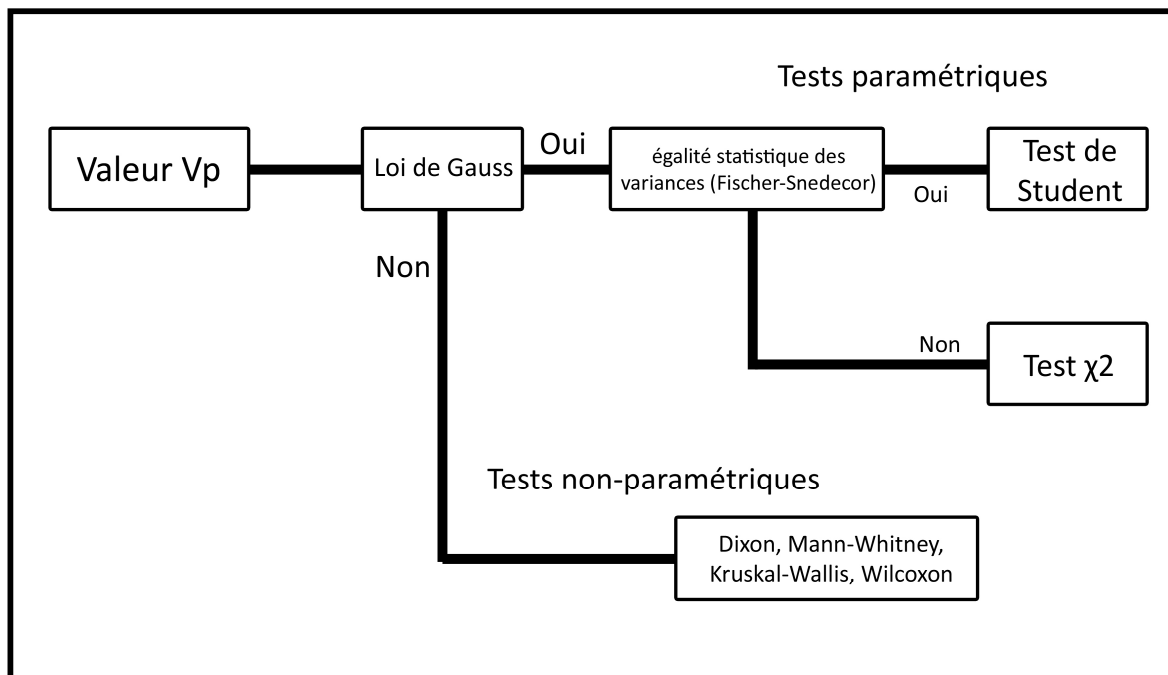 Tests paramétriques
Valeur Vp
Loi de Gauss
Oui
égalité statistique des
variances (Fischer-Snedecor)
Oui
Test de
Student
Non
Non
Test χ2
Tests non-paramétriques
Dixon, Mann-Whitney,
Kruskal-Wallis, Wilcoxon